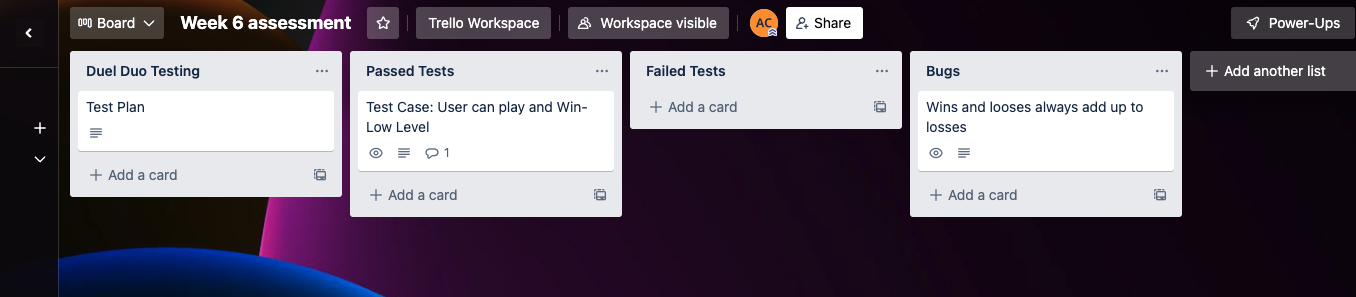 Board
Week 6 assessment
Trello Workspace
Workspace visible
AC
Share
Power-Ups
Duel Duo Testing
Test Plan
Add a card
Passed Tests
Test Case: User can play and Win-
Low Level
1
Add a card
Failed Tests
Add a card
Bugs
Wins and looses always add up to
losses
Add a card
Add another list